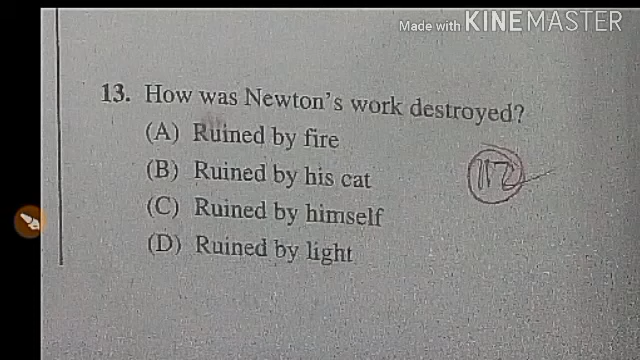 Made with KINEMASTER
13. How was Newton's work destroyed?
(A) Ruined by fire
(B) Ruined by his cat
(C) Ruined by himself
(D) Ruined by light